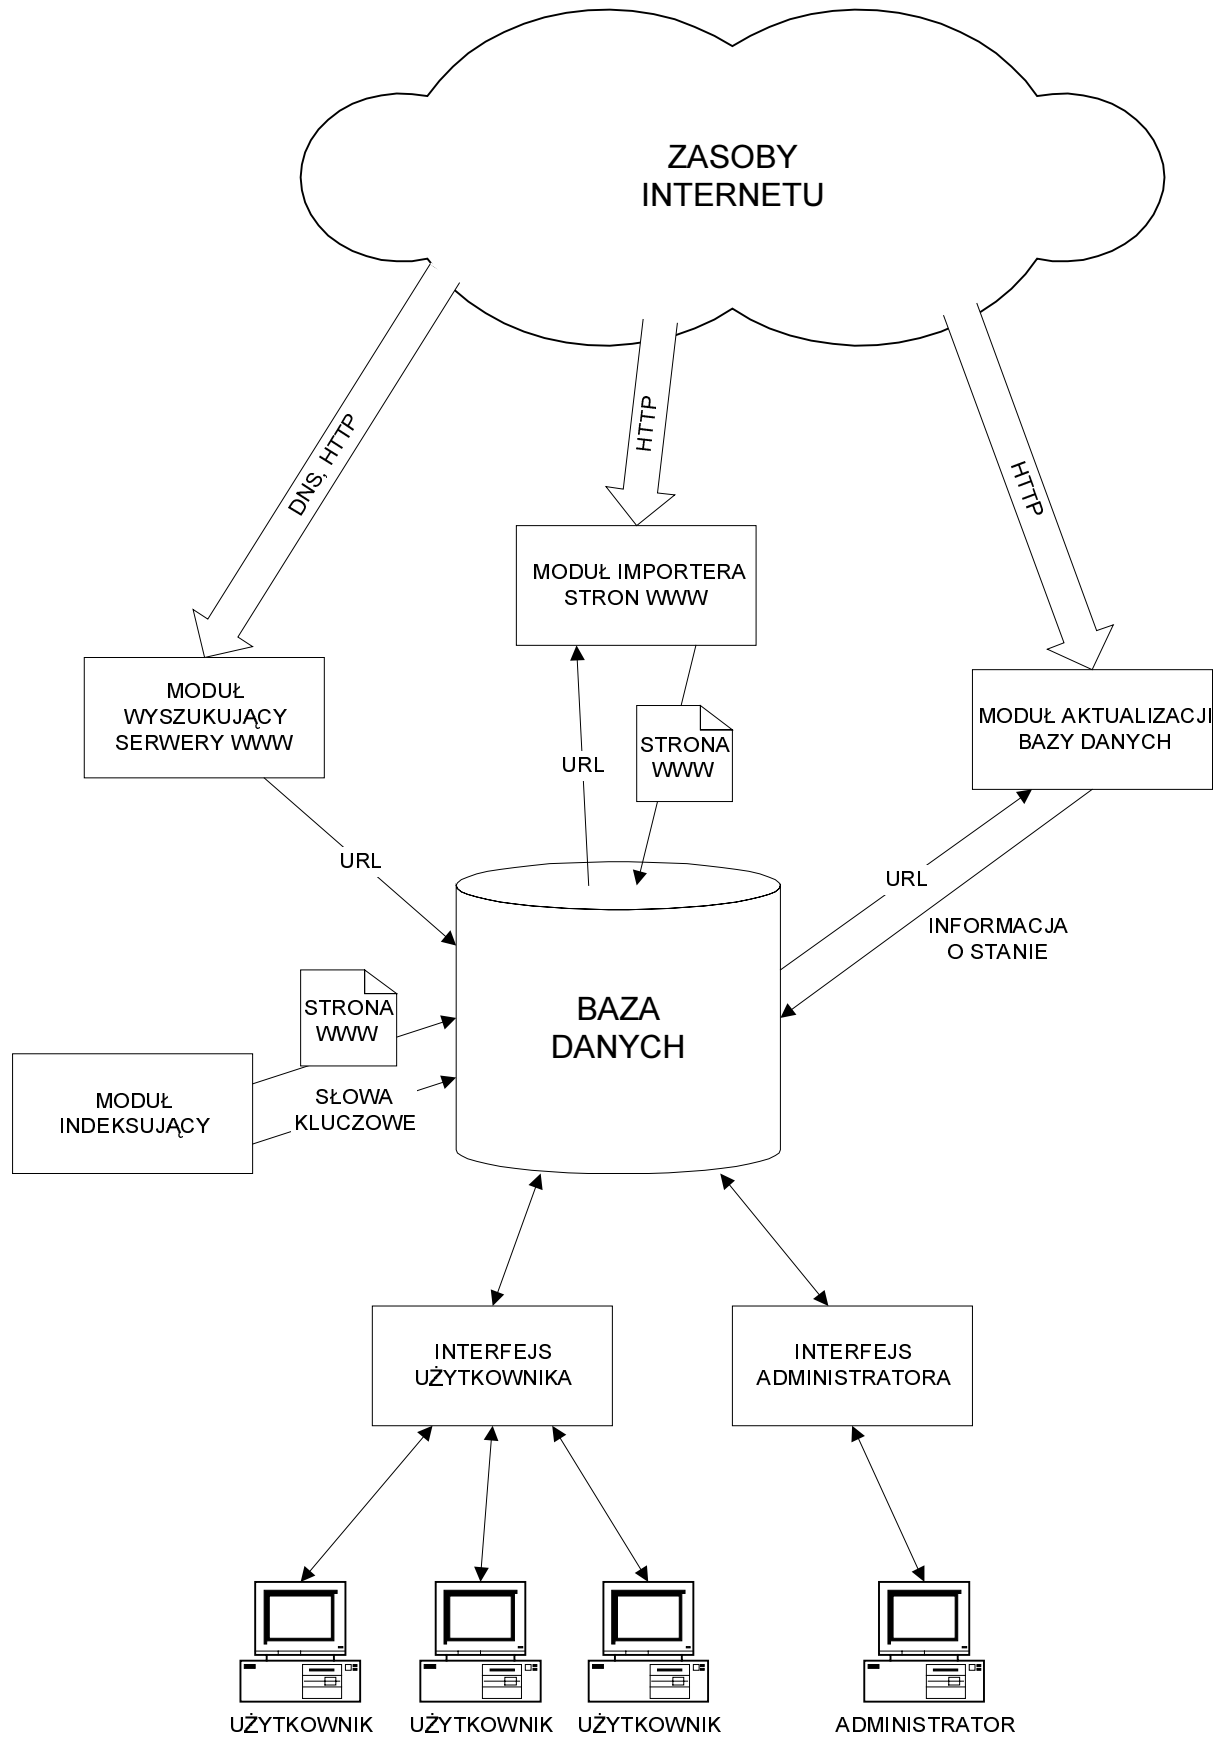 ZASOBY
INTERNETU
DNS, HTTP
HTTP
HTTP
MODUŁ IMPORTERA
STRON WWW
MODUŁ
WYSZUKUJĄCY
SERWERY WWW
MODUŁ AKTUALIZACJI
BAZY DANYCH
URL
STRONA
WWW
URL
URL
INFORMACJA
O STANIE
STRONA
WWW
BAZA
DANYCH
MODUŁ
INDEKSUJĄCY
SŁOWA
KLUCZOWE
INTERFEJS
UŻYTKOWNIKA
INTERFEJS
ADMINISTRATORA
UŻYTKOWNIK
UŻYTKOWNIK
UŻYTKOWNIK
ADMINISTRATOR